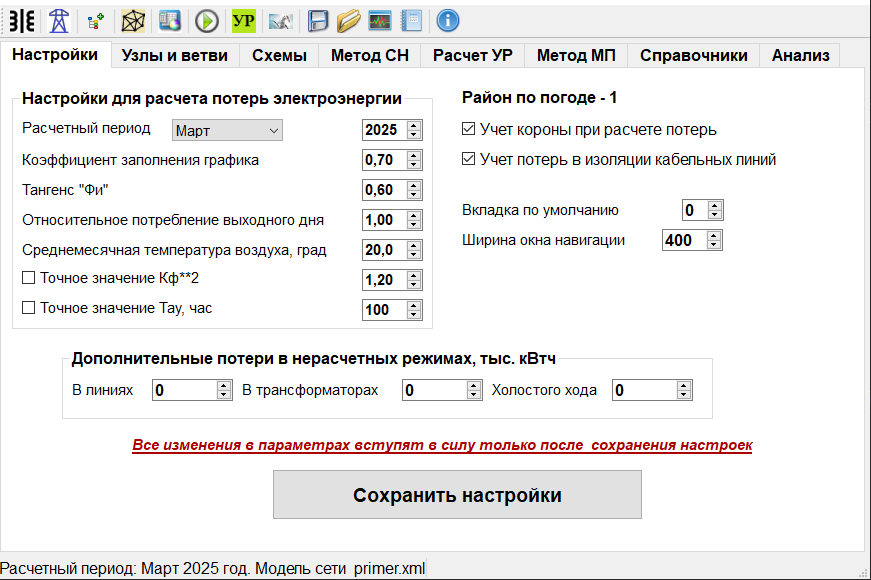 УР
Настройки Узлы и ветви Схемы Метод СН Расчет УР Метод МП Справочники Анализ
Настройки для расчета потерь электроэнергии
Расчетный период Март 2025
Коэффициент заполнения графика 0,70
Тангенс "Фи" 0,60
Относительное потребление выходного дня 1,00
Среднемесячная температура воздуха, град 20,0
Точное значение Кф**2 1,20
Точное значение Тау, час 100
Район по погоде - 1
Учет короны при расчете потерь
Учет потерь в изоляции кабельных линий
Вкладка по умолчанию 0
Ширина окна навигации 400
Дополнительные потери в нерасчетных режимах, тыс. кВтч
В линиях 0 В трансформаторах 0 Холостого хода 0
Все изменения в параметрах вступят в силу только после сохранения настроек
Сохранить настройки
Расчетный период: Март 2025 год. Модель сети primer.xml